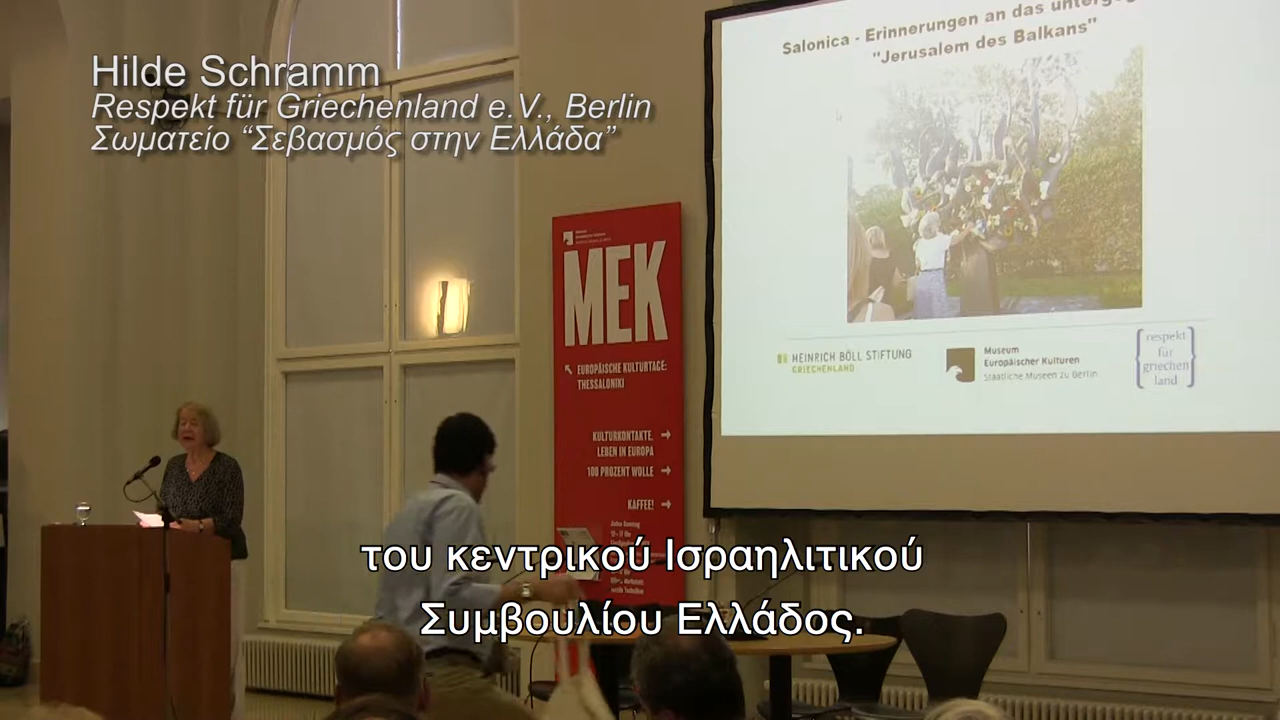 Hilde Schramm
Respekt für Griechenland e.V., Berlin
Σωματείο “Σεβασμός στην Ελλάδα”
Salonica - Erinnerungen an das
"Jerusalem des Balkans"
HEINRICH BÖLL STIFTUNG
GRIECHENLAND
Museum
Europäischer Kulturen
Staatliche Museen zu Berlin
respekt
für
griechen
land
MEK
EUROPÄISCHE KULTURTAGE:
THESSALONIKI
KULTURKONTAKTE.
LEBEN IN EUROPA
100 PROZENT WOLLE
KAFFEE!
του κεντρικού Ισραηλιτικού
Συμβουλίου Ελλάδος.